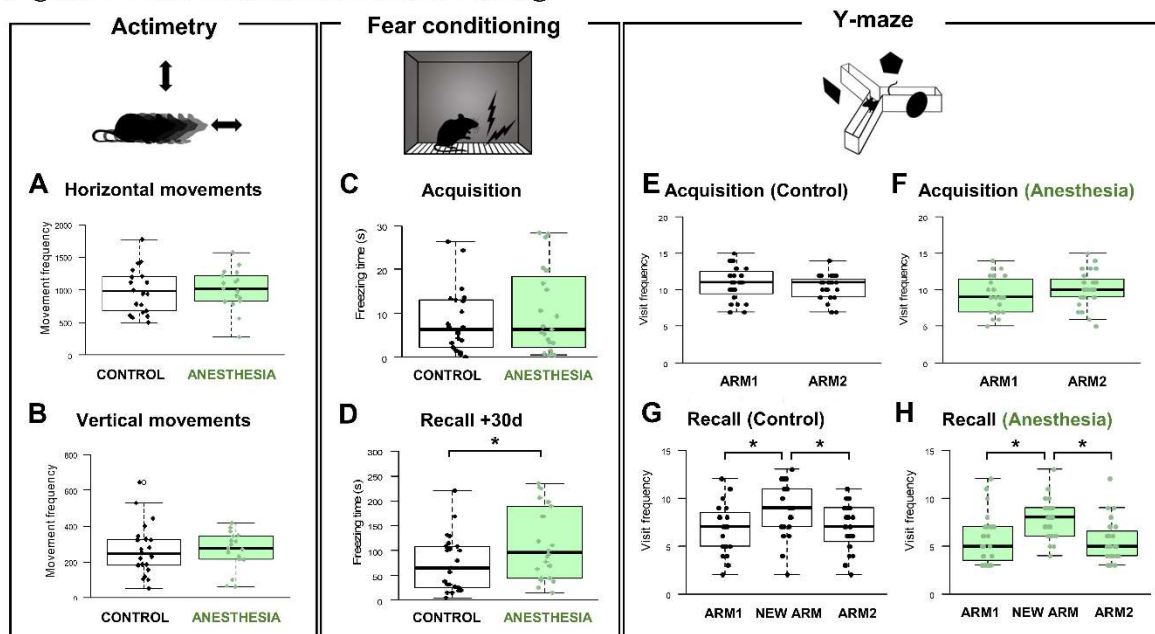 Actimetry
Fear conditioning
Y-maze
A Horizontal movements
Movement frequency
2000
1500
1000
500
0
CONTROL ANESTHESIA
B Vertical movements
Movement frequency
800
600
400
200
0
CONTROL ANESTHESIA
C Acquisition
Freezing time (s)
30
20
10
0
CONTROL ANESTHESIA
D Recall +30d
*
Freezing time (s)
300
250
200
150
100
50
0
CONTROL ANESTHESIA
E Acquisition (Control)
Visit frequency
20
15
10
5
0
ARM1 ARM2
F Acquisition (Anesthesia)
Visit frequency
20
15
10
5
0
ARM1 ARM2
G Recall (Control)
* *
Visit frequency
15
10
5
0
ARM1 NEW ARM ARM2
H Recall (Anesthesia)
* *
Visit frequency
15
10
5
0
ARM1 NEW ARM ARM2